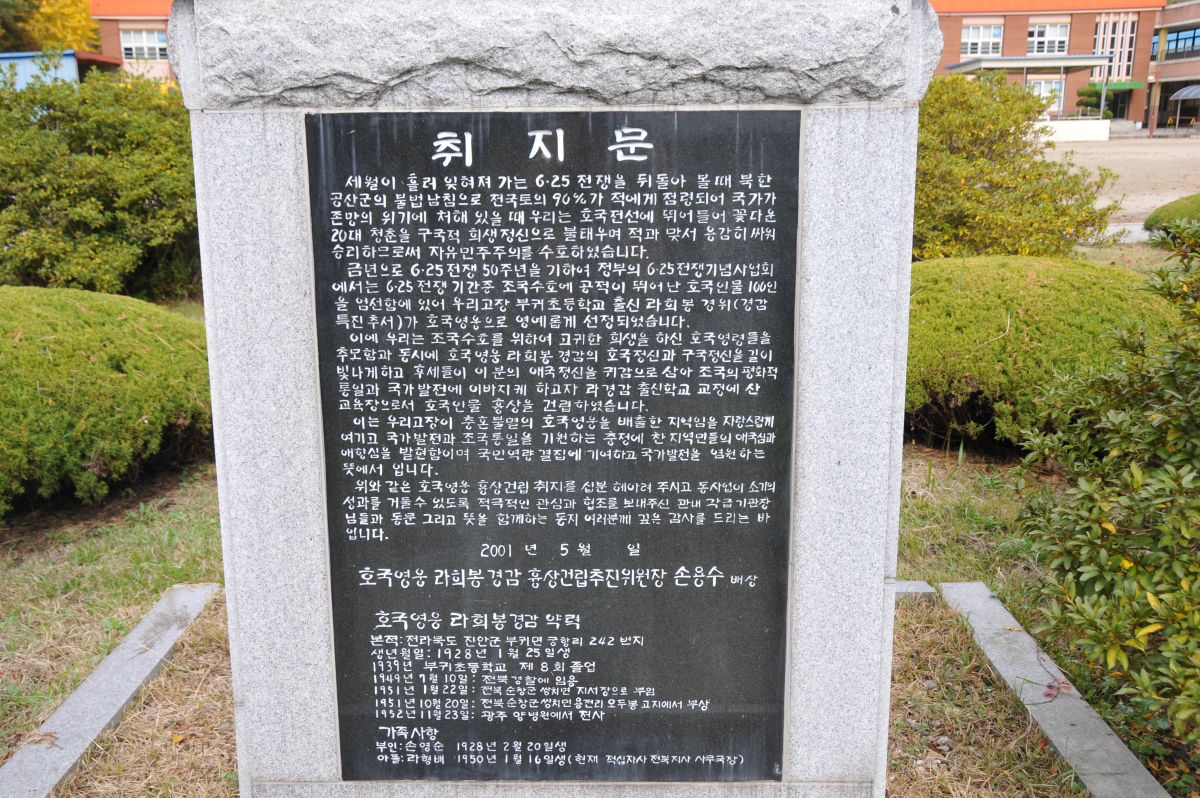 취 지 문
세월이 흘러 잊혀져 가는 6·25 전쟁을 뒤돌아 볼때 북한
공산군의 불법남침으로 전국토의 90%가 적에게 점령되어 국가가
존망의 위기에 처해 있을때 우리는 호국전선에 뛰어들어 꽃다운
20대 청춘을 구국적 희생정신으로 불태우며 적과 맞서 용감히 싸워
승리하므로써 자유민주주의를 수호하였습니다.
금년으로 6·25전쟁 50주년을 기하여 정부의 6·25전쟁기념사업회
에서는 6·25전쟁 기간중 조국수호에 공적이 뛰어난 호국인물 100인
을 엄선함에 있어 우리고장 부귀초등학교 출신 라희봉 경위(경감
특진추서)가 호국영웅으로 영예롭게 선정되었습니다.
이에 우리는 조국수호를 위하여 고귀한 희생을 하신 호국영령들을
추모함과 동시에 호국영웅 라희봉 경감의 호국정신과 구국정신을 길이
빛나게하고 후세들이 이 분의 애국정신을 귀감으로 삼아 조국의 평화적
통일과 국가발전에 이바지케 하고자 라경감 출신학교 교정에 산
교육장으로서 호국인물 흉상을 건립하였습니다.
이는 우리고장이 충혼불멸의 호국영웅을 배출한 지역임을 자랑스럽게
여기고 국가발전과 조국통일을 기원하는 충정에 찬 지역민들의 애국심과
애향심을 발현함이며 국민역량 결집에 기여하고 국가발전을 염원하는
뜻에서 입니다.
위와 같은 호국영웅 흉상건립 취지를 십분 헤아려 주시고 동사업이 소기의
성과를 거둘수 있도록 적극적인 관심과 협조를 보내주신 관내 각급기관장
님들과 동문 그리고 뜻을 함께하는 동지 여러분께 깊은 감사를 드리는 바
입니다.
2001 년 5 월 일
호국영웅 라희봉 경감 흉상건립추진위원장 손용수 배상
호국영웅 라희봉경감 약력
본적:전라북도 진안군 부귀면 궁항리 242 번지
생년월일: 1928년 1 월 25일생
1939년 부귀초등학교 제 8 회 졸업
1949년 7월 10일: 전북경찰에 임용
1951년 1월22일: 전북 순창군 쌍치면 지서장으로 부임
1951년 10월20일: 전북 순창군쌍치면 용전리 오두봉 고지에서 부상
1952년 11월23일: 광주 양병원에서 전사
가족사항
부인:손영순 1928년 2월 20일생
아들:라형배 1950년 1월 16일생(현재 적십자사 전북지사 사무국장)